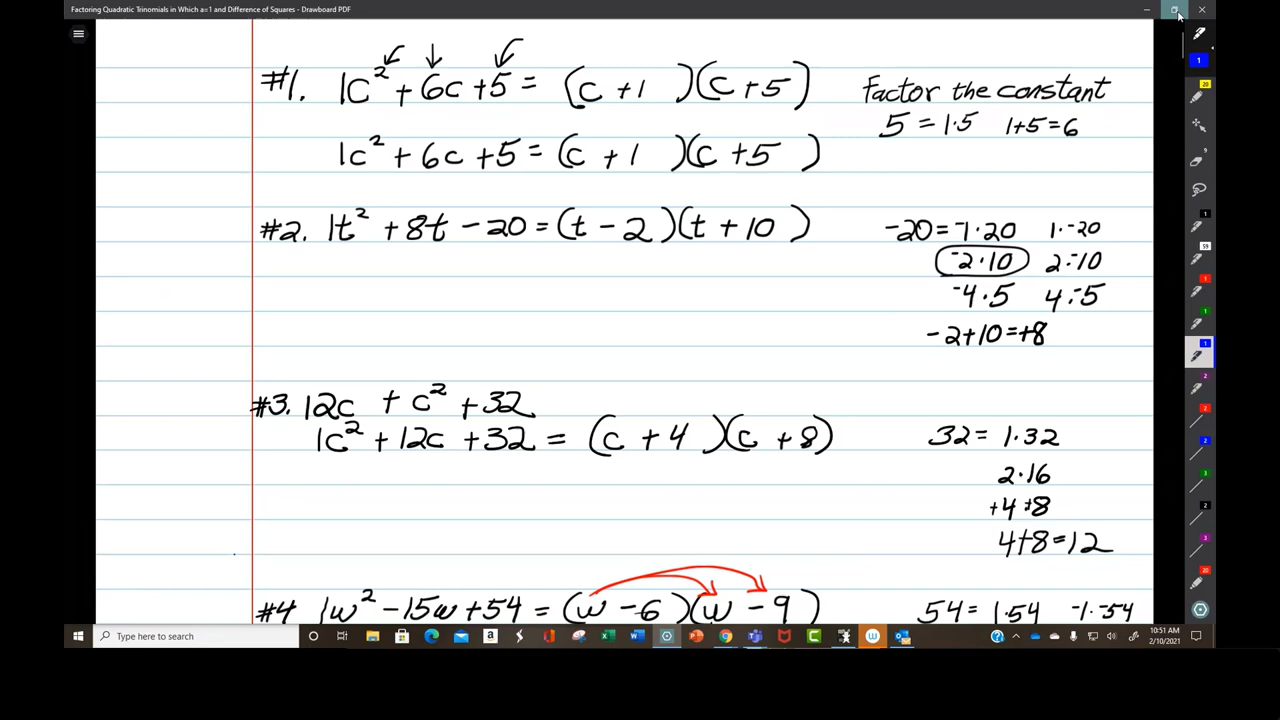 Factoring Quadratic Trinomials in Which a=1 and Difference of Squares - Drawboard PDF
#1. 1c² + 6c + 5 = (c + 1 )(c + 5)
Factor the constant
5 = 1·5 1+5=6
1c² + 6c + 5 = (c + 1 )(c + 5 )
#2. 1t² + 8t - 20 = (t - 2 )(t + 10 )
-20 = -1·20 1·-20
-2·10 2·-10
-4·5 4·-5
-2+10=+8
#3. 12c + c² + 32
1c² + 12c + 32 = (c + 4 )(c + 8)
32 = 1·32
2·16
+4·+8
4+8=12
#4 1w² - 15w + 54 = (w - 6 )(w - 9 )
54 = 1·54 -1·-54
Type here to search
10:51 AM
2/10/2021